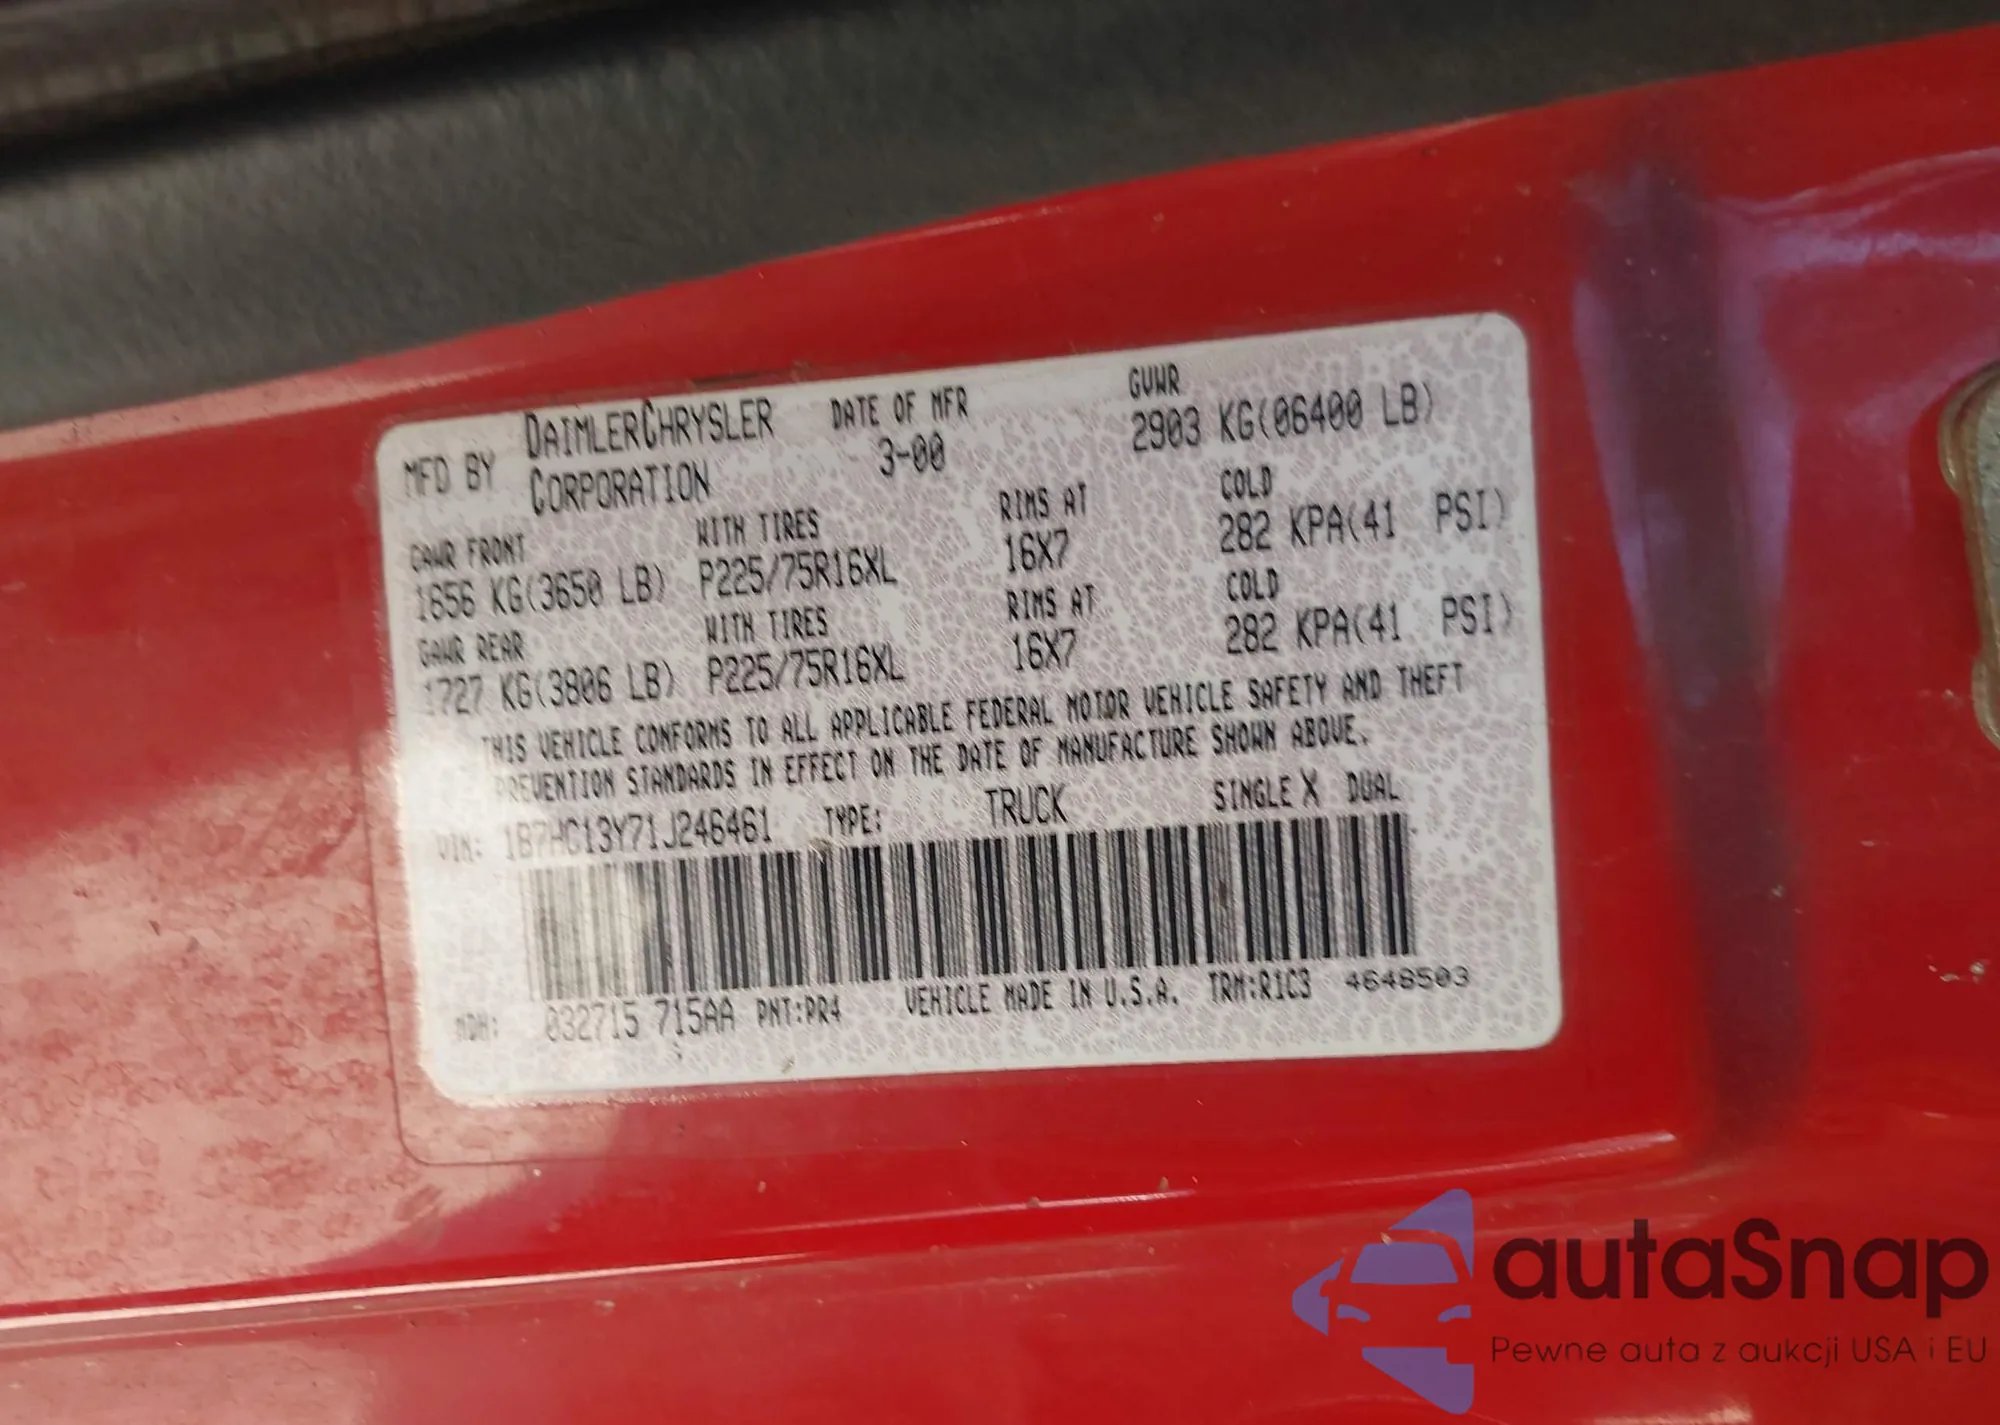 MFD BY DAIMLERCHRYSLER CORPORATION DATE OF MFR 3-00 GVWR 2903 KG(06400 LB)
GAWR FRONT WITH TIRES RIMS AT COLD
1656 KG(3650 LB) P225/75R16XL 16X7 282 KPA(41 PSI)
GAWR REAR WITH TIRES RIMS AT COLD
1727 KG(3806 LB) P225/75R16XL 16X7 282 KPA(41 PSI)
THIS VEHICLE CONFORMS TO ALL APPLICABLE FEDERAL MOTOR VEHICLE SAFETY AND THEFT
PREVENTION STANDARDS IN EFFECT ON THE DATE OF MANUFACTURE SHOWN ABOVE.
VIN: 1B7HC13Y71J246461 TYPE: TRUCK SINGLE X DUAL
MDH: 032715 715AA PNT:PR4 VEHICLE MADE IN U.S.A. TRM:R1C3 4648503
autaSnap
Pewne auta z aukcji USA i EU